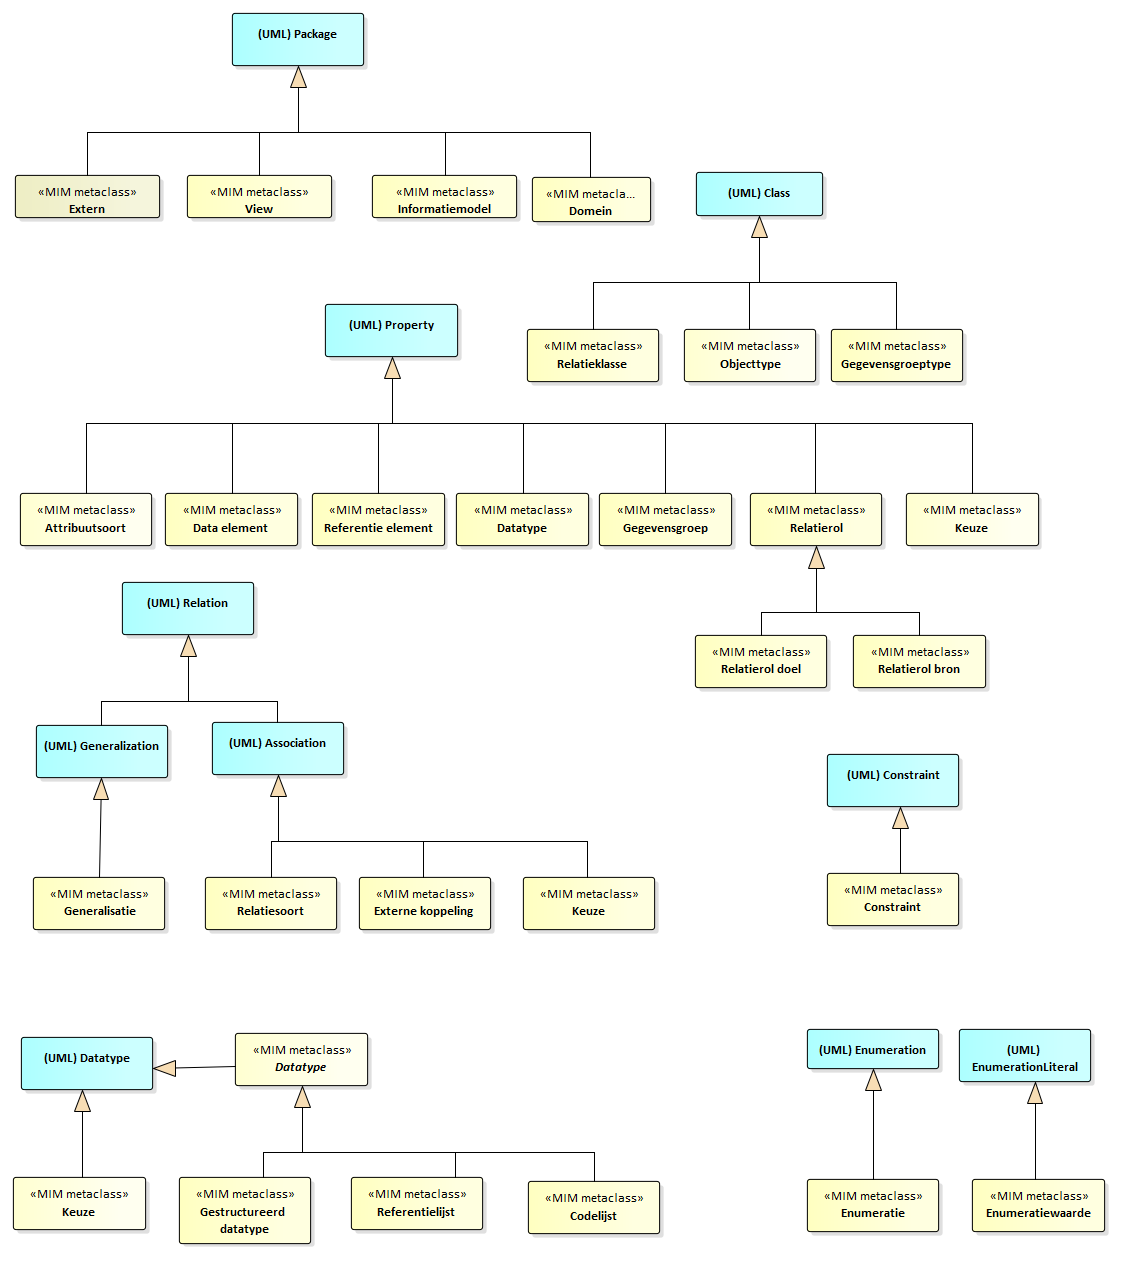 (UML) Package
«MIM metaclass»
Extern
«MIM metaclass»
View
«MIM metaclass»
Informatiemodel
«MIM metacla...
Domein
(UML) Class
«MIM metaclass»
Relatieklasse
«MIM metaclass»
Objecttype
«MIM metaclass»
Gegevensgroeptype
(UML) Property
«MIM metaclass»
Attribuutsoort
«MIM metaclass»
Data element
«MIM metaclass»
Referentie element
«MIM metaclass»
Datatype
«MIM metaclass»
Gegevensgroep
«MIM metaclass»
Relatierol
«MIM metaclass»
Keuze
«MIM metaclass»
Relatierol doel
«MIM metaclass»
Relatierol bron
(UML) Relation
(UML) Generalization
(UML) Association
«MIM metaclass»
Generalisatie
«MIM metaclass»
Relatiesoort
«MIM metaclass»
Externe koppeling
«MIM metaclass»
Keuze
(UML) Constraint
«MIM metaclass»
Constraint
(UML) Datatype
«MIM metaclass»
Datatype
«MIM metaclass»
Keuze
«MIM metaclass»
Gestructureerd
datatype
«MIM metaclass»
Referentielijst
«MIM metaclass»
Codelijst
(UML) Enumeration
(UML)
EnumerationLiteral
«MIM metaclass»
Enumeratie
«MIM metaclass»
Enumeratiewaarde